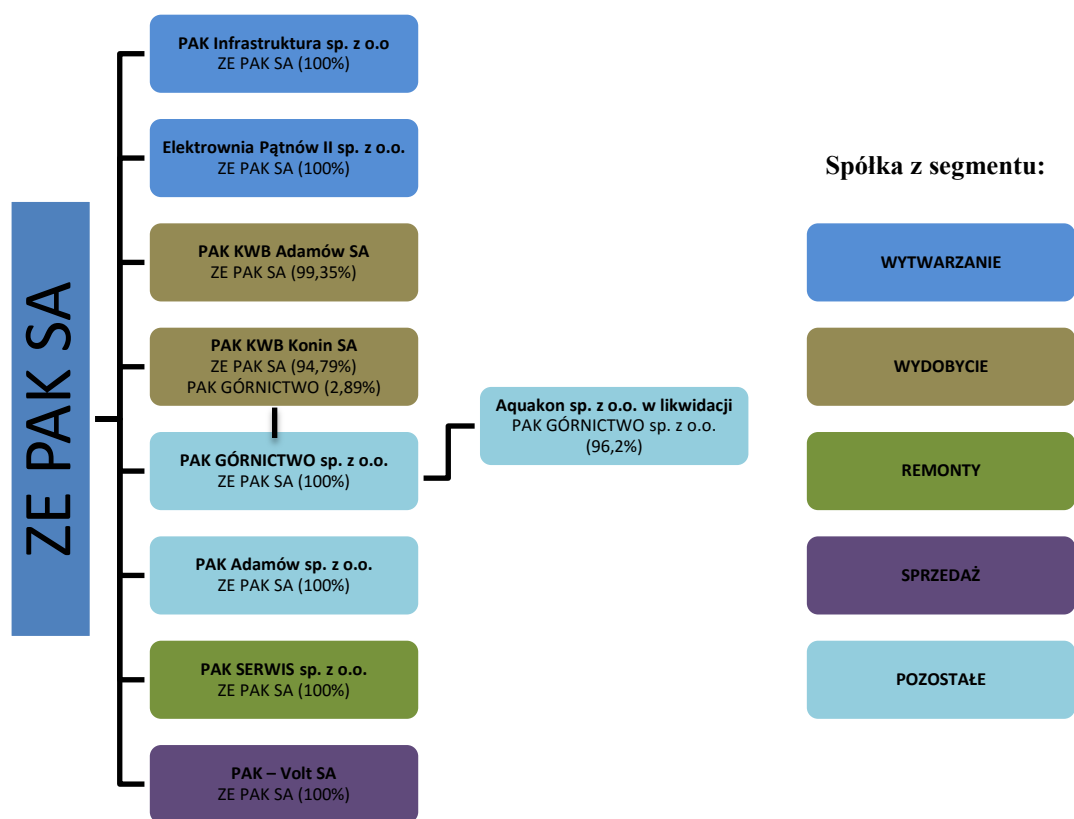 ZE PAK SA
PAK Infrastruktura sp. z o.o
ZE PAK SA (100%)
Elektrownia Pątnów II sp. z o.o.
ZE PAK SA (100%)
PAK KWB Adamów SA
ZE PAK SA (99,35%)
PAK KWB Konin SA
ZE PAK SA (94,79%)
PAK GÓRNICTWO (2,89%)
PAK GÓRNICTWO sp. z o.o.
ZE PAK SA (100%)
Aquakon sp. z o.o. w likwidacji
PAK GÓRNICTWO sp. z o.o.
(96,2%)
PAK Adamów sp. z o.o.
ZE PAK SA (100%)
PAK SERWIS sp. z o.o.
ZE PAK SA (100%)
PAK – Volt SA
ZE PAK SA (100%)
Spółka z segmentu:
WYTWARZANIE
WYDOBYCIE
REMONTY
SPRZEDAŻ
POZOSTAŁE